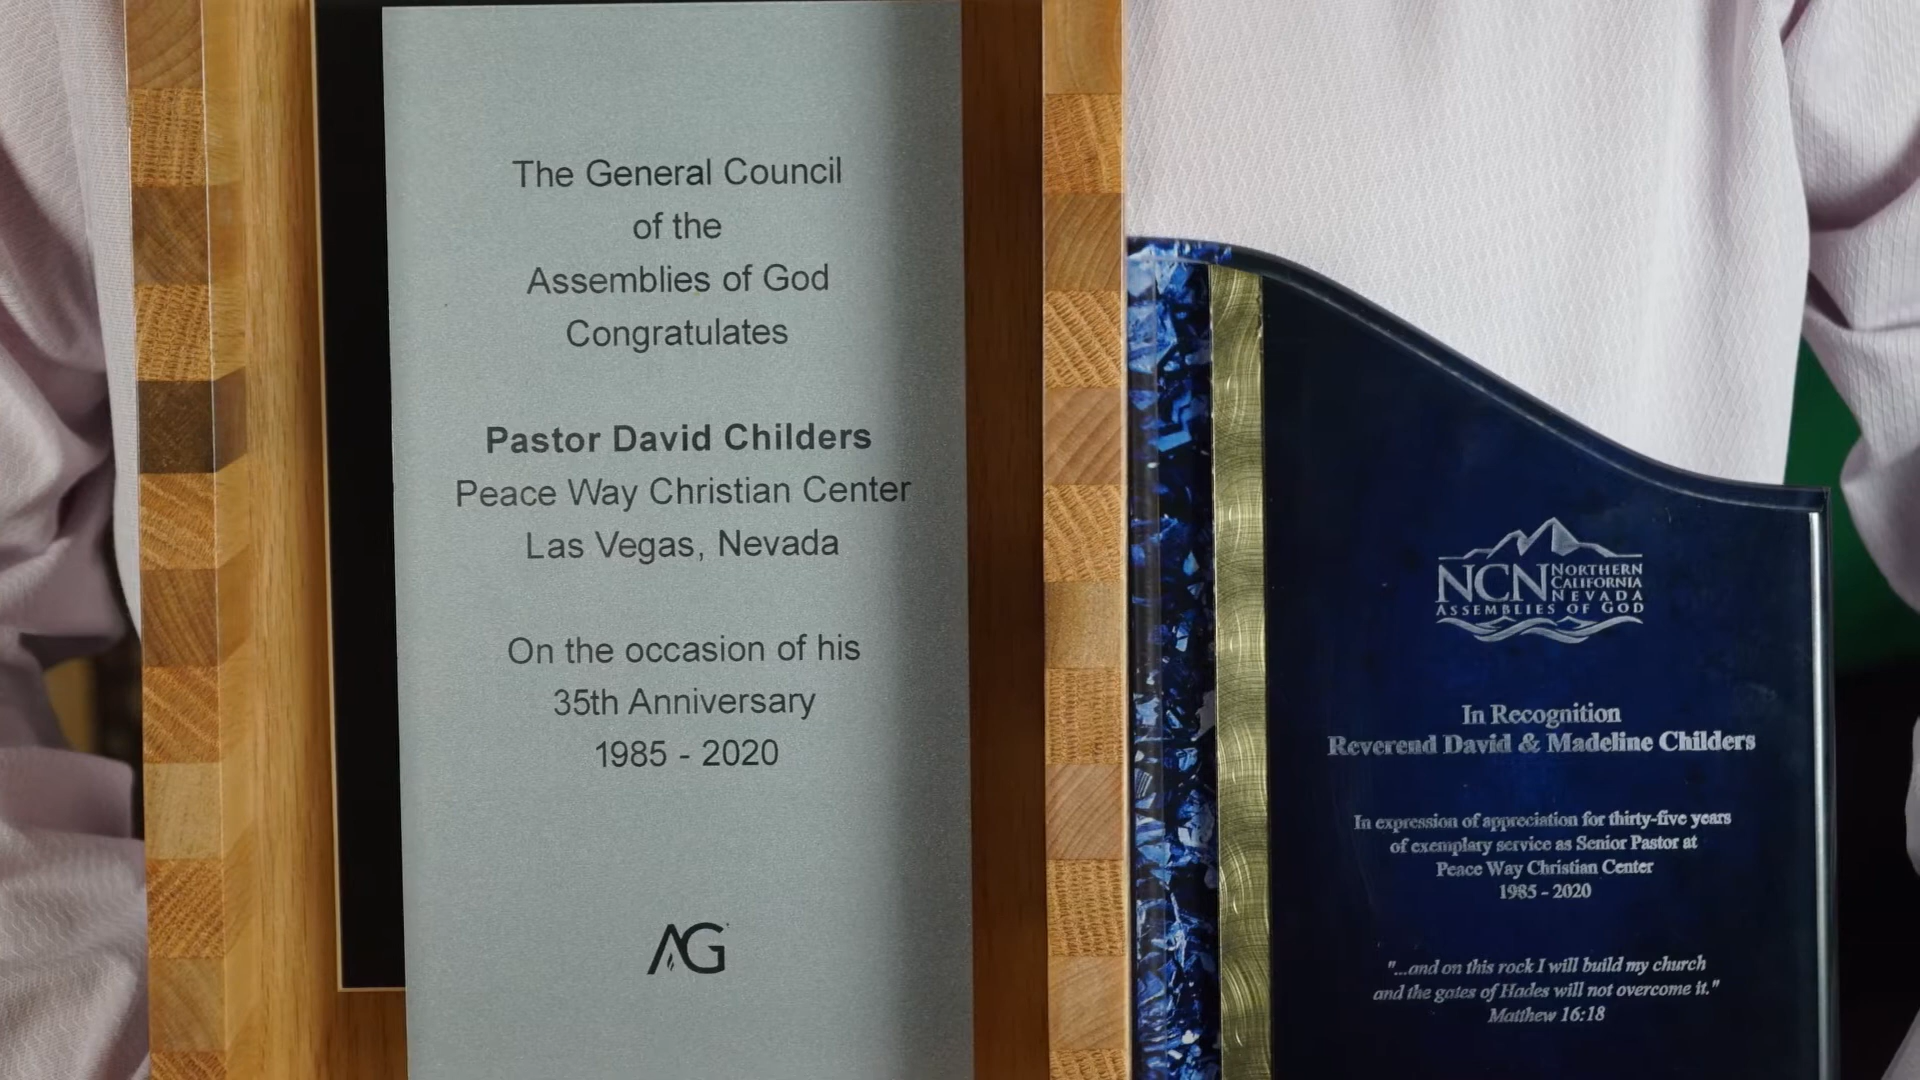 The General Council
of the
Assemblies of God
Congratulates
Pastor David Childers
Peace Way Christian Center
Las Vegas, Nevada
On the occasion of his
35th Anniversary
1985 - 2020
AG
NCN NORTHERN
CALIFORNIA
NEVADA
ASSEMBLIES OF GOD
In Recognition
Reverend David & Madeline Childers
In expression of appreciation for thirty-five years
of exemplary service as Senior Pastor at
Peace Way Christian Center
1985 - 2020
"...and on this rock I will build my church
and the gates of Hades will not overcome it."
Matthew 16:18